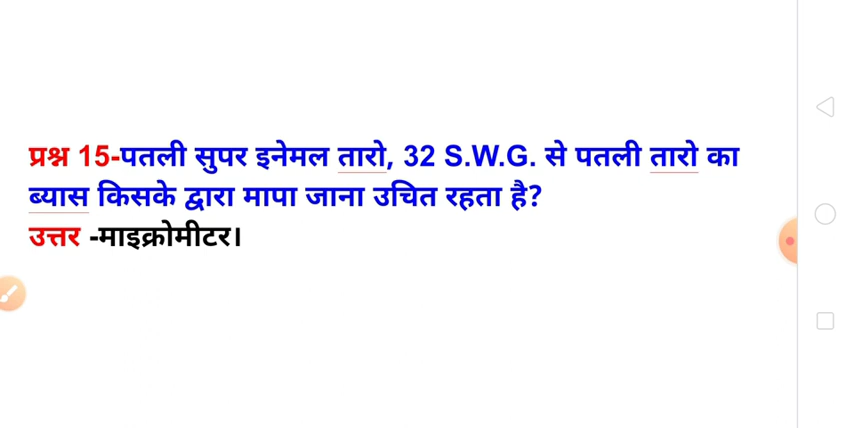 प्रश्न 15-पतली सुपर इनेमल तारो, 32 S.W.G. से पतली तारो का
ब्यास किसके द्वारा मापा जाना उचित रहता है?
उत्तर -माइक्रोमीटर।